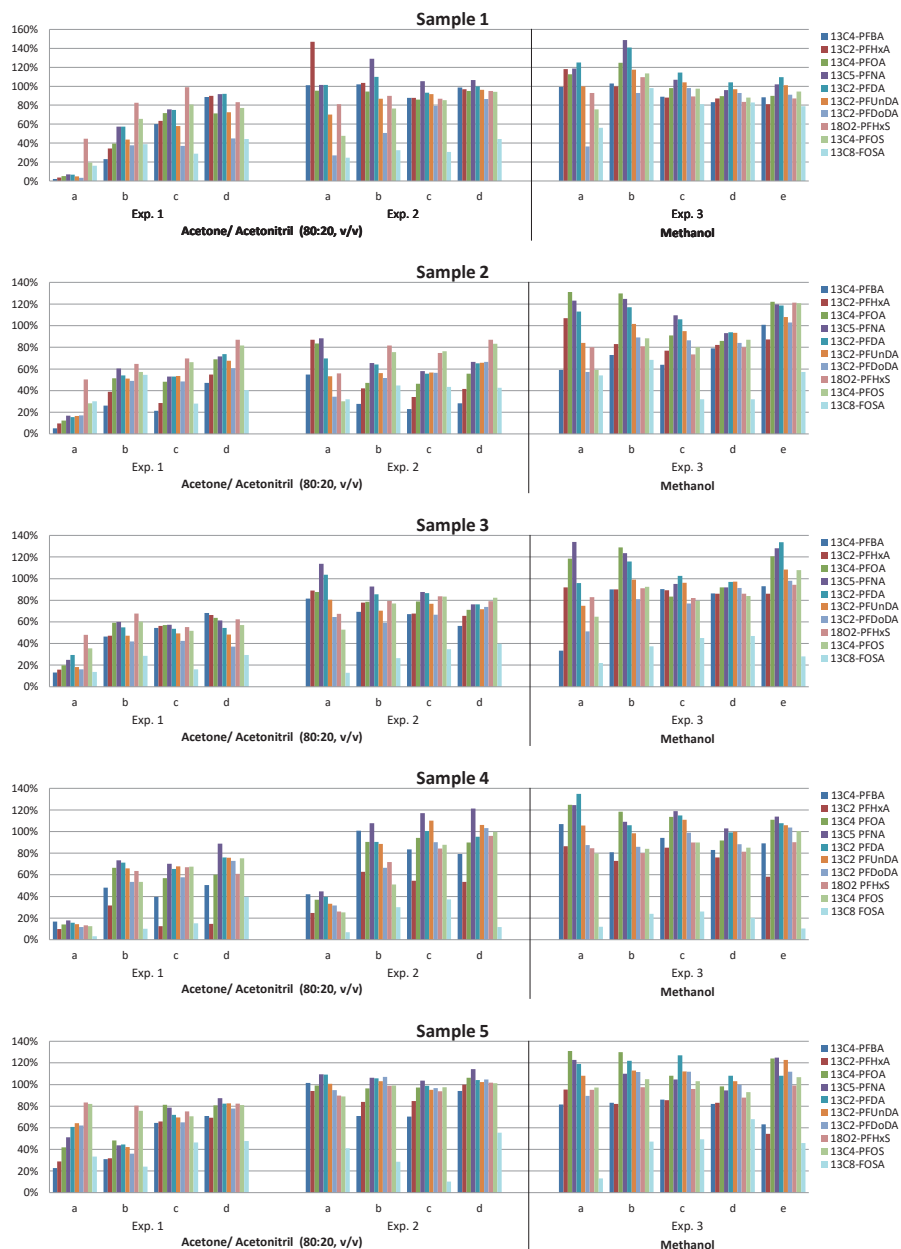 Sample 1
160%
140%
120%
100%
80%
60%
40%
20%
0%
a b c d a b c d a b c d e
Exp. 1 Exp. 2 Exp. 3
Acetone/ Acetonitril (80:20, v/v) Methanol
13C4-PFBA
13C2-PFHxA
13C4-PFOA
13C5-PFNA
13C2-PFDA
13C2-PFUnDA
13C2-PFDoDA
18O2-PFHxS
13C4-PFOS
13C8-FOSA
Sample 2
140%
120%
100%
80%
60%
40%
20%
0%
a b c d a b c d a b c d e
Exp. 1 Exp. 2 Exp. 3
Acetone/ Acetonitril (80:20, v/v) Methanol
13C4-PFBA
13C2-PFHxA
13C4-PFOA
13C5-PFNA
13C2-PFDA
13C2-PFUnDA
13C2-PFDoDA
18O2-PFHxS
13C4-PFOS
13C8-FOSA
Sample 3
140%
120%
100%
80%
60%
40%
20%
0%
a b c d a b c d a b c d e
Exp. 1 Exp. 2 Exp. 3
Acetone/ Acetonitril (80:20, v/v) Methanol
13C4-PFBA
13C2-PFHxA
13C4-PFOA
13C5-PFNA
13C2-PFDA
13C2-PFUnDA
13C2-PFDoDA
18O2-PFHxS
13C4-PFOS
13C8-FOSA
Sample 4
140%
120%
100%
80%
60%
40%
20%
0%
a b c d a b c d a b c d e
Exp. 1 Exp. 2 Exp. 3
Acetone/ Acetonitril (80:20, v/v) Methanol
13C4-PFBA
13C2 PFHxA
13C4 PFOA
13C5 PFNA
13C2 PFDA
13C2 PFUnDA
13C2 PFDoDA
18O2 PFHxS
13C4 PFOS
13C8 FOSA
Sample 5
140%
120%
100%
80%
60%
40%
20%
0%
a b c d a b c d a b c d e
Exp. 1 Exp. 2 Exp. 3
Acetone/ Acetonitril (80:20, v/v) Methanol
13C4-PFBA
13C2-PFHxA
13C4-PFOA
13C5-PFNA
13C2-PFDA
13C2-PFUnDA
13C2-PFDoDA
18O2-PFHxS
13C4-PFOS
13C8-FOSA